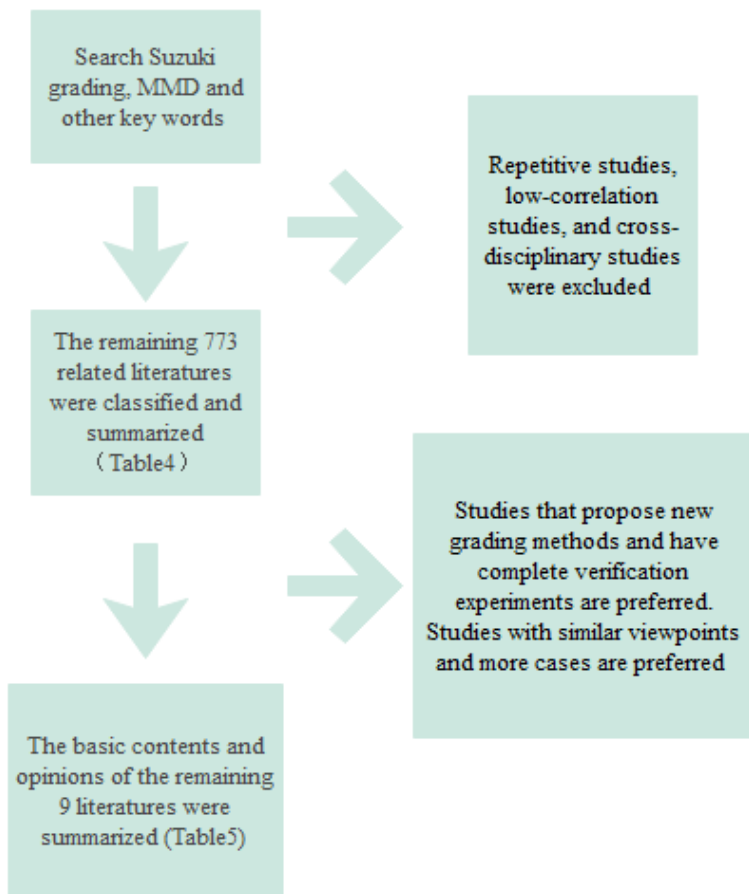 Search Suzuki
grading, MMD and
other key words
Repetitive studies,
low-correlation
studies, and cross-
disciplinary studies
were excluded
The remaining 773
related literatures
were classified and
summarized
（Table4）
Studies that propose new
grading methods and have
complete verification
experiments are preferred.
Studies with similar viewpoints
and more cases are preferred
The basic contents and
opinions of the remaining
9 literatures were
summarized (Table5)